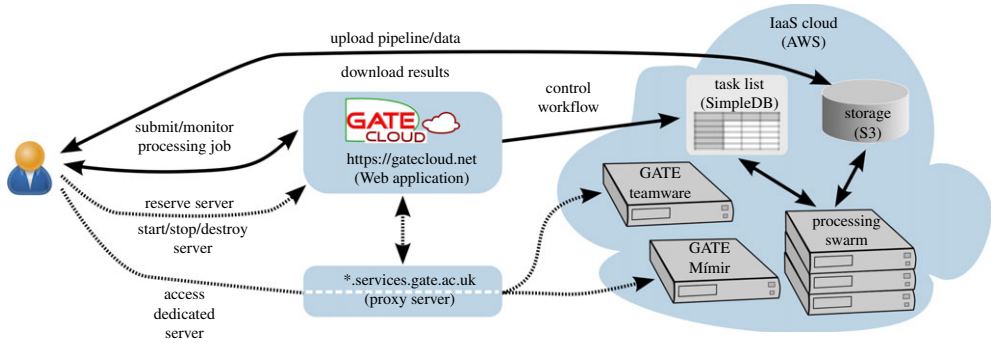 upload pipeline/data
download results
submit/monitor
processing job
GATE
CLOUD
https://gatecloud.net
(Web application)
reserve server
start/stop/destroy
server
access
dedicated
server
*.services.gate.ac.uk
(proxy server)
control
workflow
IaaS cloud
(AWS)
task list
(SimpleDB)
storage
(S3)
GATE
teamware
GATE
Mímir
processing
swarm